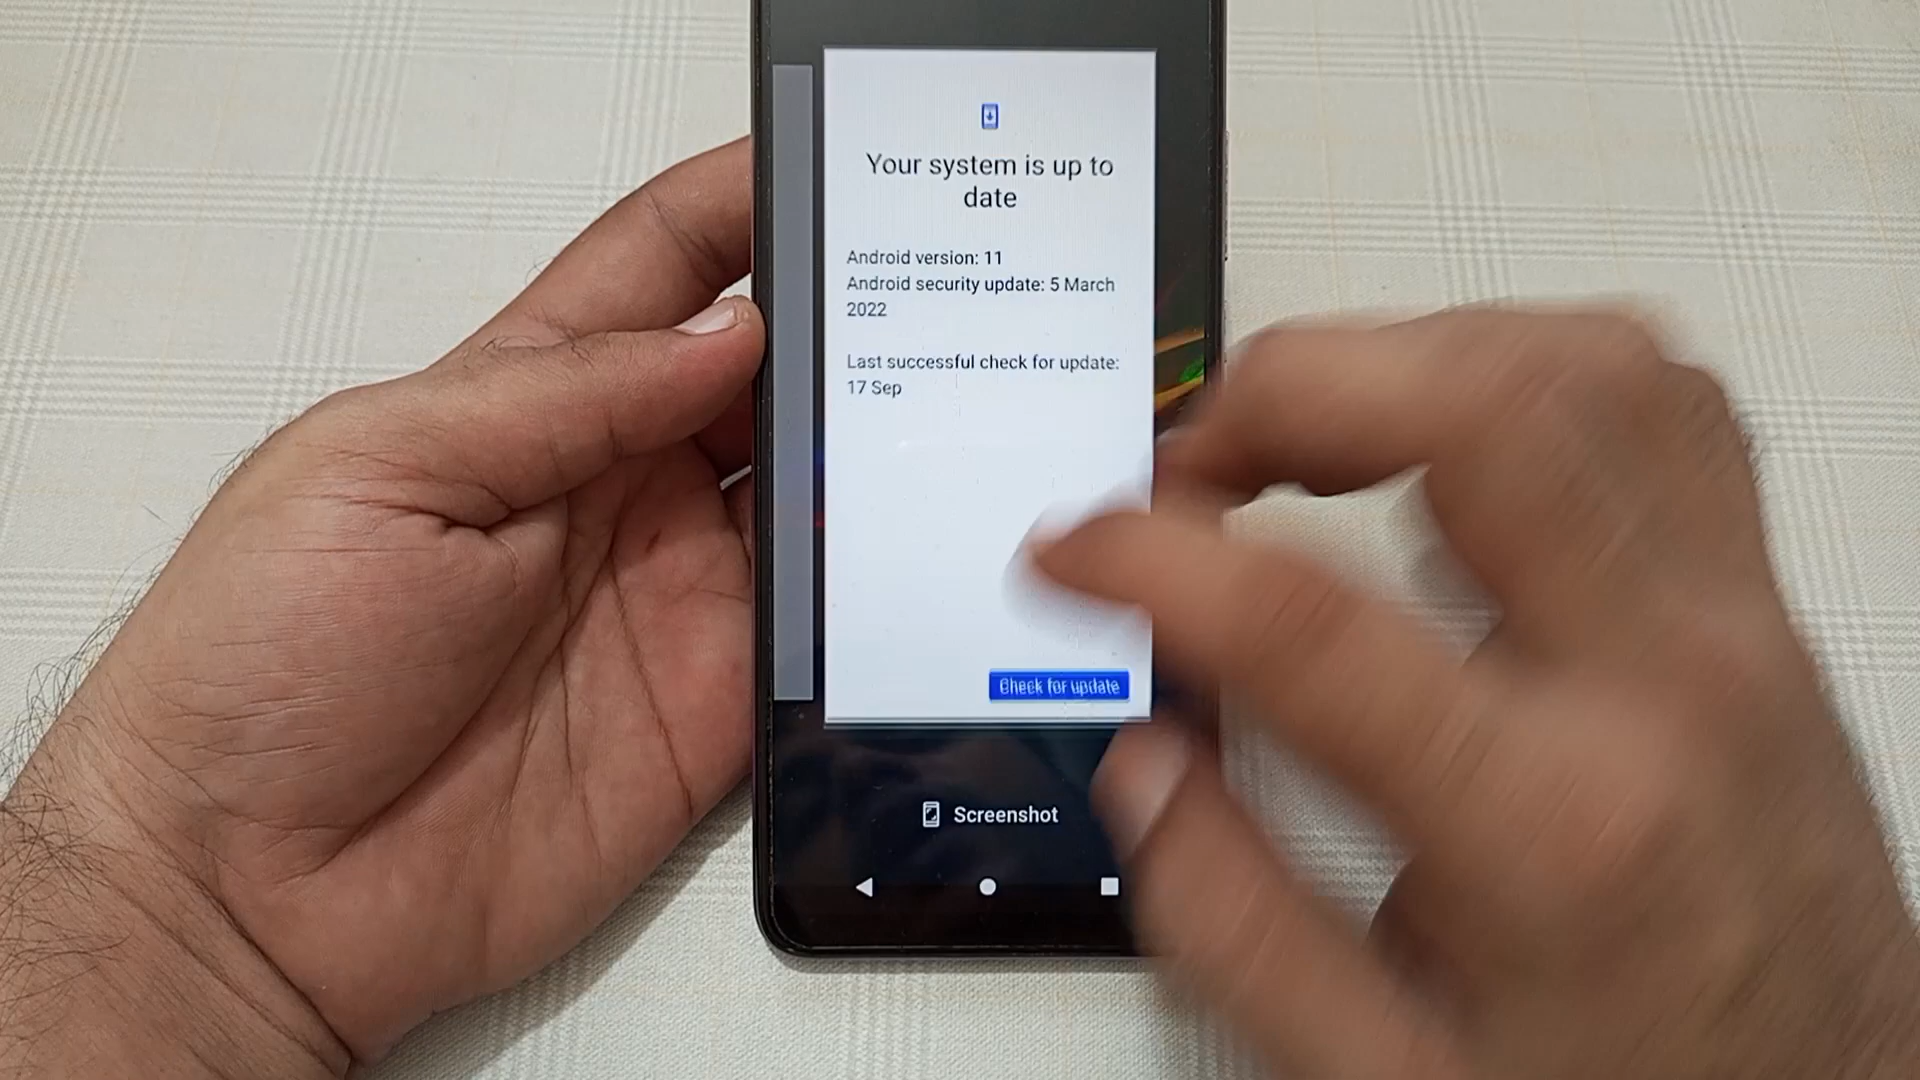 Your system is up to
date
Android version: 11
Android security update: 5 March
2022
Last successful check for update:
17 Sep
Check for update
Screenshot